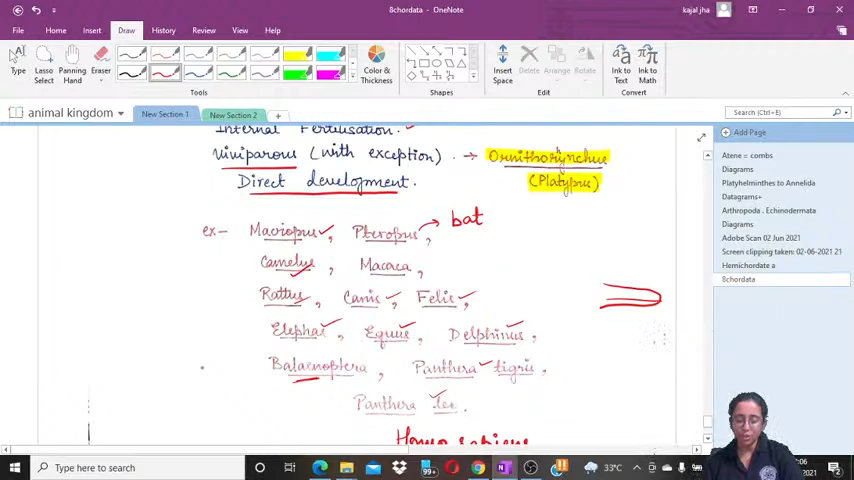 8chordata - OneNote
kajal jha
File Home Insert Draw History Review View Help
Type
Lasso Select
Panning Hand
Eraser
Color & Thickness
Insert Space
Delete
Arrange
Rotate
Ink to Text
Ink to Math
Tools
Shapes
Edit
Convert
animal kingdom
New Section 1
New Section 2
Search (Ctrl+E)
Add Page
Atene = combs
Diagrams
Platyhelminthes to Annelida
Datagrams+
Arthropoda . Echinodermata
Diagrams
Adobe Scan 02 Jun 2021
Screen clipping taken: 02-06-2021 21
Hemichordate a
8chordata
Internal Fertilisation.
Viviparous (with exception) . → Ornithorynchus
(Platypus)
Direct development.
ex- Macropus, Pteropus, → bat
Camelus, Macaca,
Rattus, Canis, Felis,
Elephas, Equus, Delphinus,
Balaenoptera, Panthera tigris,
Panthera leo.
Homo sapiens
Type here to search
99+
33°C